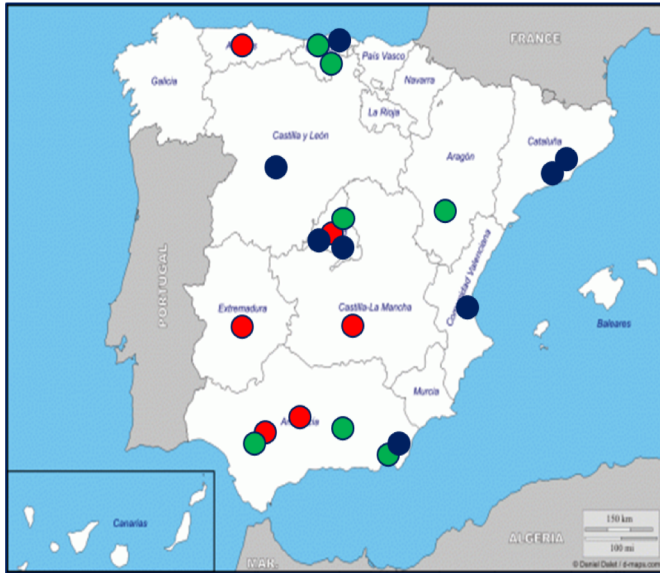 FRANCE
País Vasco
Navarra
Galicia
La Rioja
Castilla y León
Cataluña
Aragón
PORTUGAL
Comunidad Valenciana
Extremadura
Castilla-La Mancha
Baleares
Murcia
Canarias
150 km
100 mi
ALGERIA
MAR.
© Daniel Dalet / d-maps.com